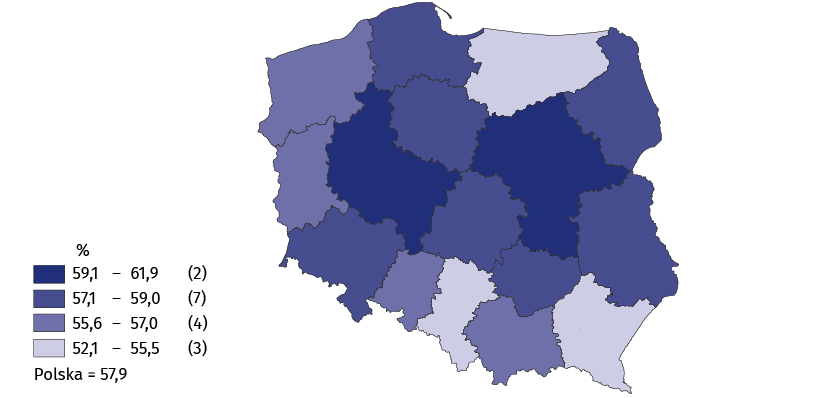 %
59,1 – 61,9 (2)
57,1 – 59,0 (7)
55,6 – 57,0 (4)
52,1 – 55,5 (3)
Polska = 57,9